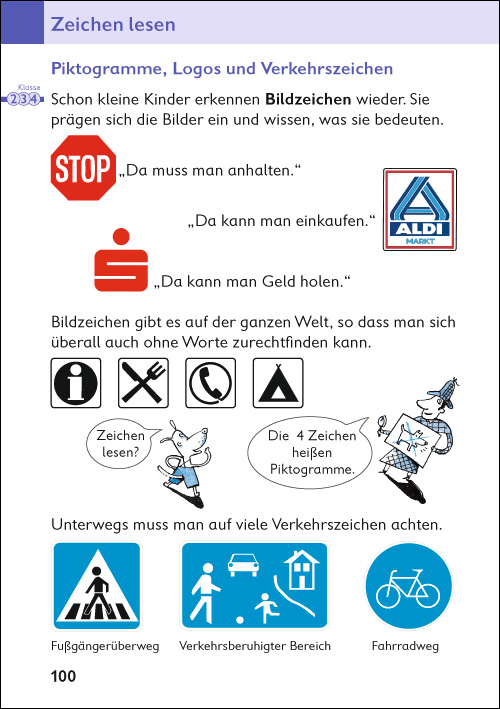 Zeichen lesen
Piktogramme, Logos und Verkehrszeichen
Klasse
2 3 4
Schon kleine Kinder erkennen Bildzeichen wieder. Sie
prägen sich die Bilder ein und wissen, was sie bedeuten.
STOP
„Da muss man anhalten.“
„Da kann man einkaufen.“
ALDI
MARKT
„Da kann man Geld holen.“
Bildzeichen gibt es auf der ganzen Welt, so dass man sich
überall auch ohne Worte zurechtfinden kann.
i
Zeichen
lesen?
Die 4 Zeichen
heißen
Piktogramme.
Unterwegs muss man auf viele Verkehrszeichen achten.
Fußgängerüberweg
Verkehrsberuhigter Bereich
Fahrradweg
100